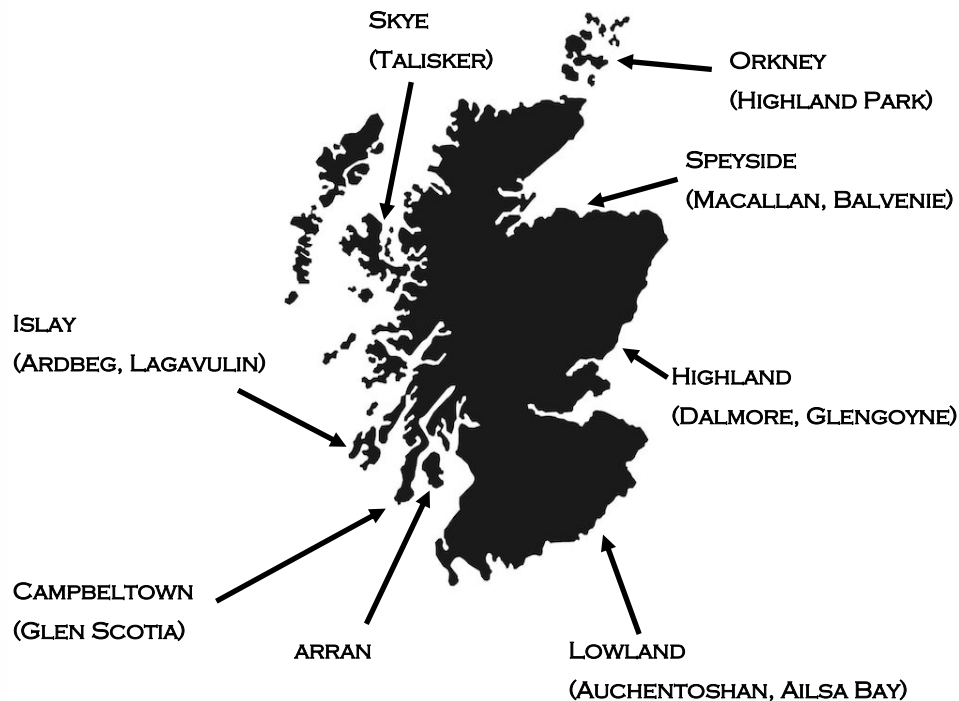 Skye
(Talisker)
Orkney
(Highland Park)
Speyside
(Macallan, Balvenie)
Islay
(Ardbeg, Lagavulin)
Highland
(Dalmore, Glengoyne)
Campbeltown
(Glen Scotia)
arran
Lowland
(Auchentoshan, Ailsa Bay)